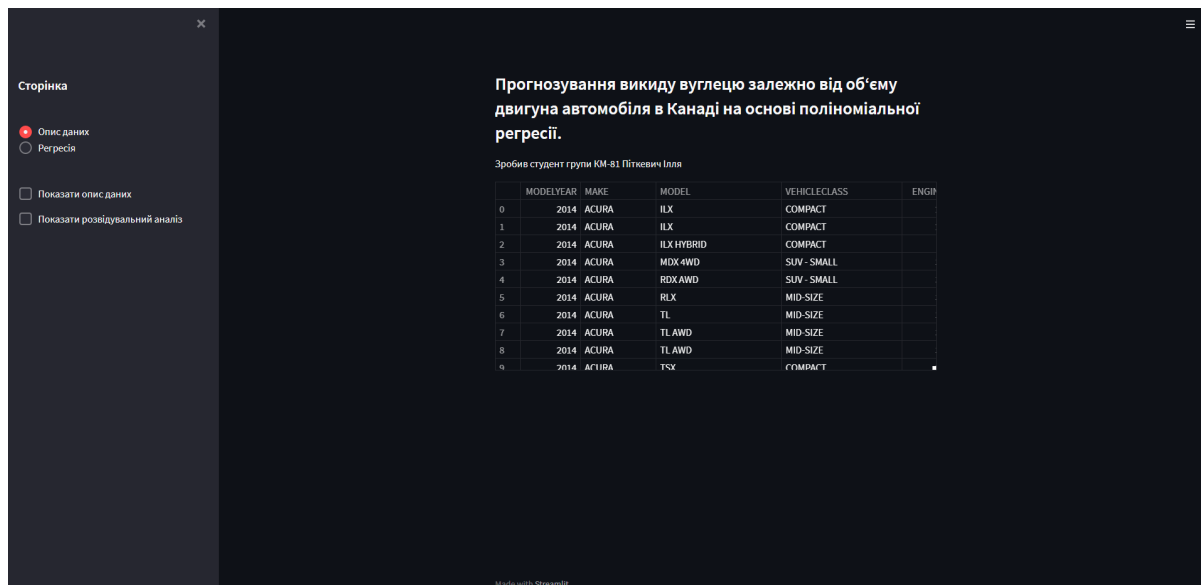 Сторінка
Опис даних
Регресія
Показати опис даних
Показати розвідувальний аналіз
Прогнозування викиду вуглецю залежно від об‘єму
двигуна автомобіля в Канаді на основі поліноміальної
регресії.
Зробив студент групи КМ-81 Піткевич Ілля
MODELYEAR MAKE MODEL VEHICLECLASS ENGIN
0 2014 ACURA ILX COMPACT
1 2014 ACURA ILX COMPACT
2 2014 ACURA ILX HYBRID COMPACT
3 2014 ACURA MDX 4WD SUV - SMALL
4 2014 ACURA RDX AWD SUV - SMALL
5 2014 ACURA RLX MID-SIZE
6 2014 ACURA TL MID-SIZE
7 2014 ACURA TL AWD MID-SIZE
8 2014 ACURA TL AWD MID-SIZE
9 2014 ACURA TSX COMPACT
Made with Streamlit